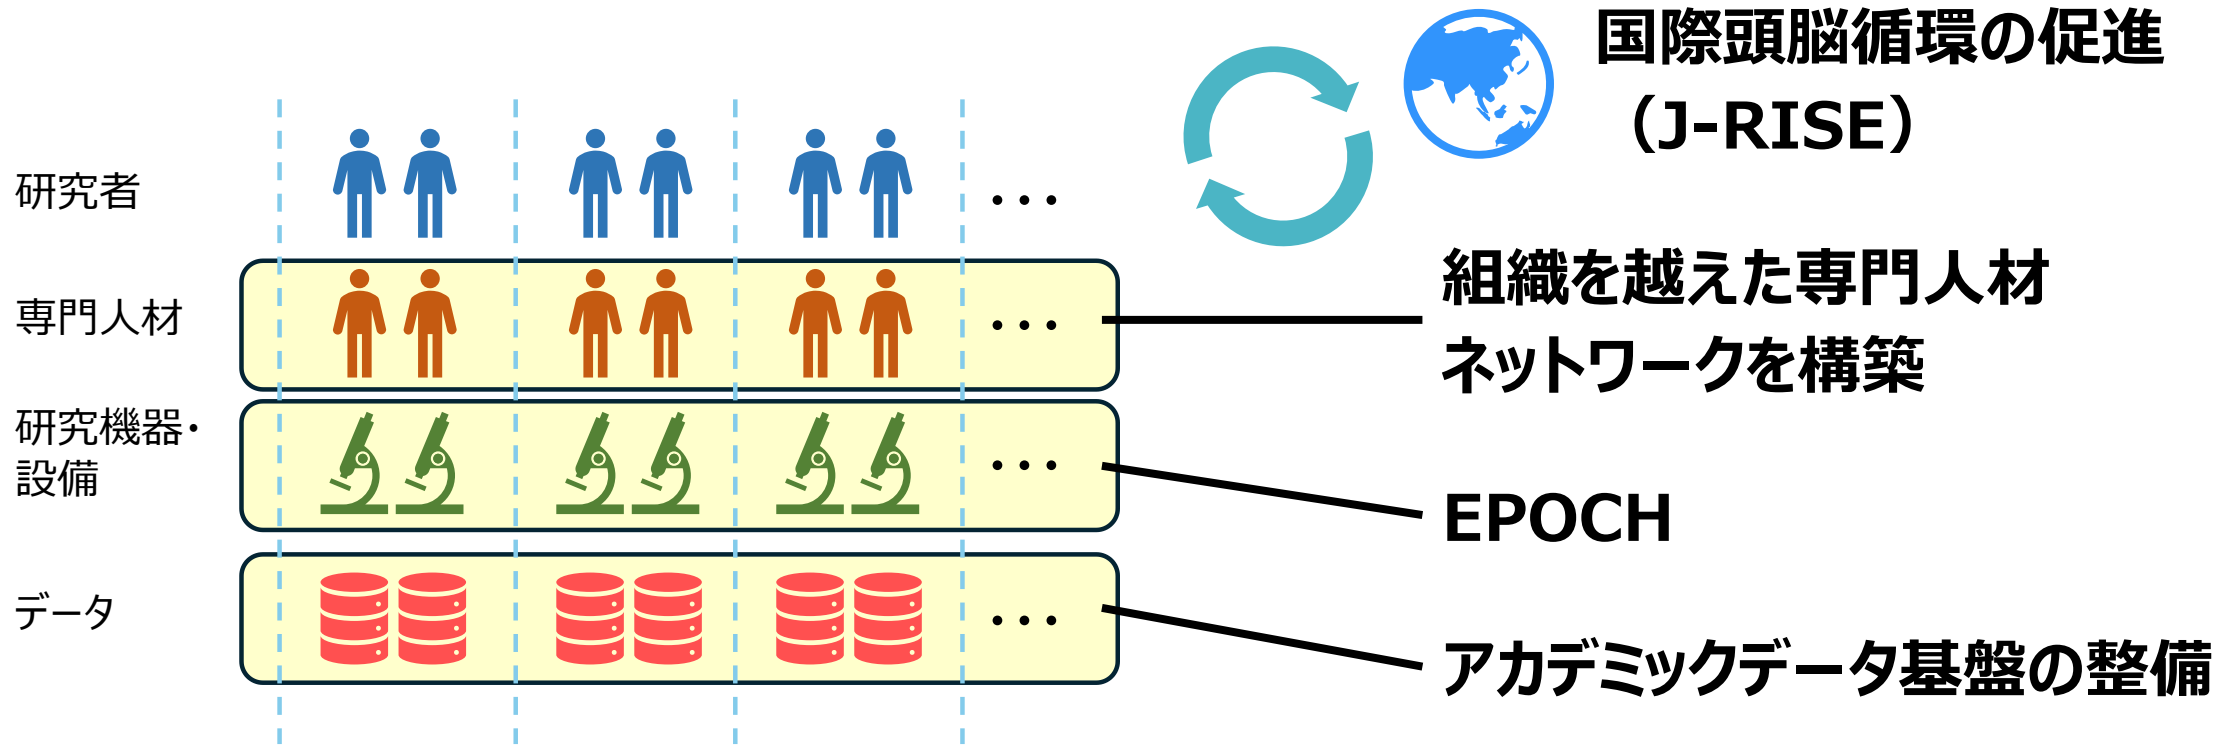 国際頭脳循環の促進
（J-RISE）
研究者
・・・
組織を越えた専門人材
ネットワークを構築
専門人材
・・・
研究機器・
設備
・・・
EPOCH
データ
・・・
アカデミックデータ基盤の整備